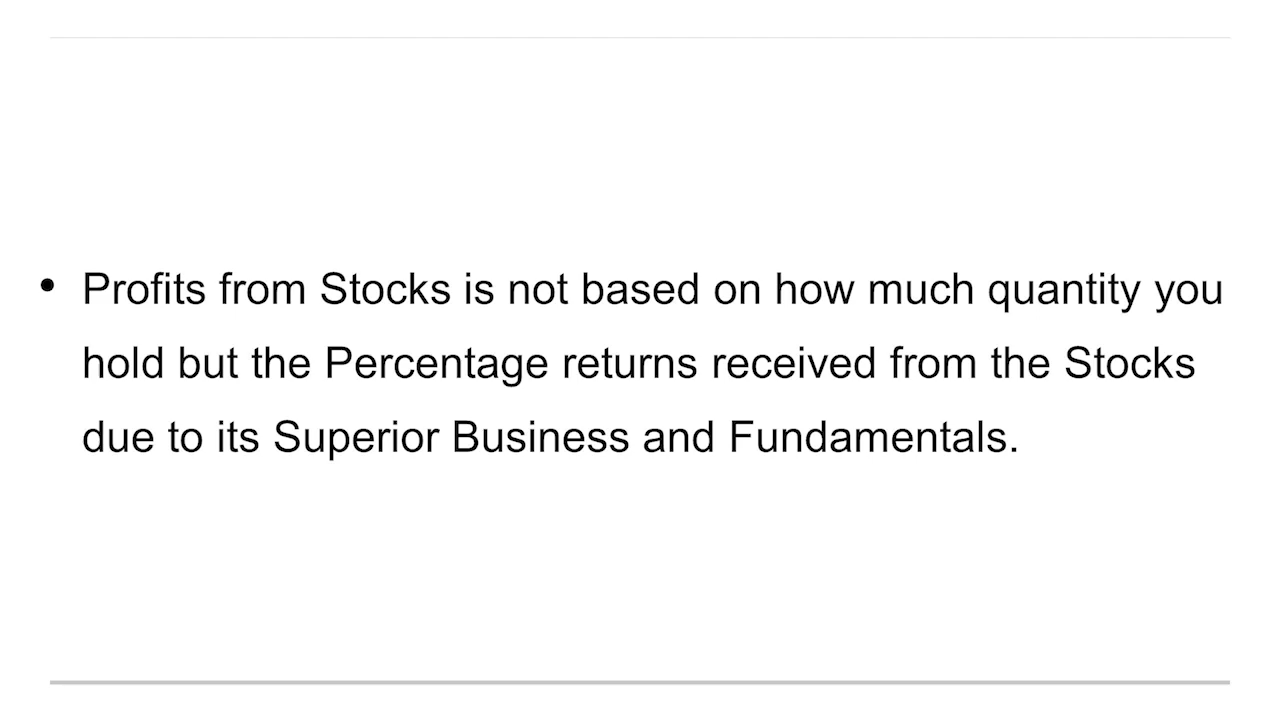 • Profits from Stocks is not based on how much quantity you
hold but the Percentage returns received from the Stocks
due to its Superior Business and Fundamentals.